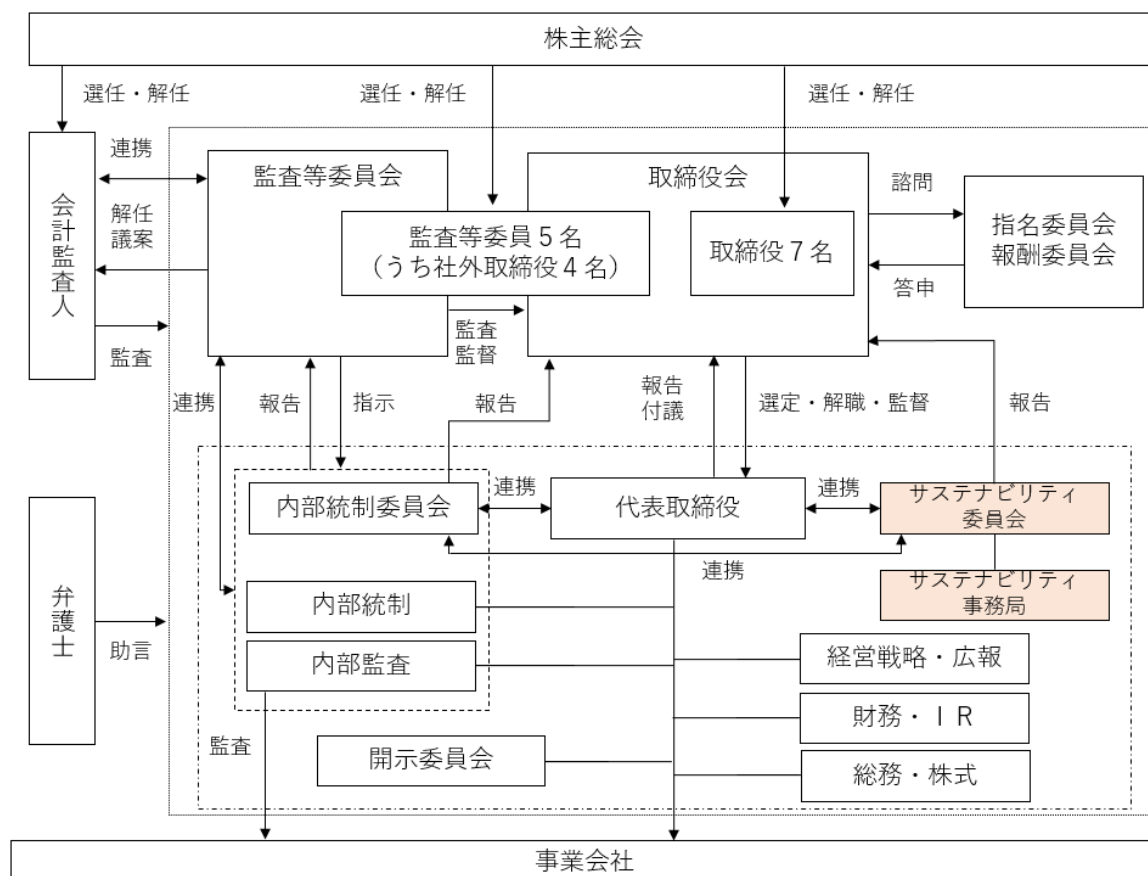 株主総会
選任・解任
選任・解任
選任・解任
連携
監査等委員会
取締役会
諮問
会計監査人
解任
議案
監査等委員5名
（うち社外取締役4名）
取締役7名
指名委員会
報酬委員会
答申
監査
監査
監督
連携
報告
指示
報告
報告
付議
選定・解職・監督
報告
内部統制委員会
連携
代表取締役
連携
サステナビリティ
委員会
連携
サステナビリティ
事務局
弁護士
助言
内部統制
内部監査
経営戦略・広報
監査
財務・ＩＲ
開示委員会
総務・株式
事業会社